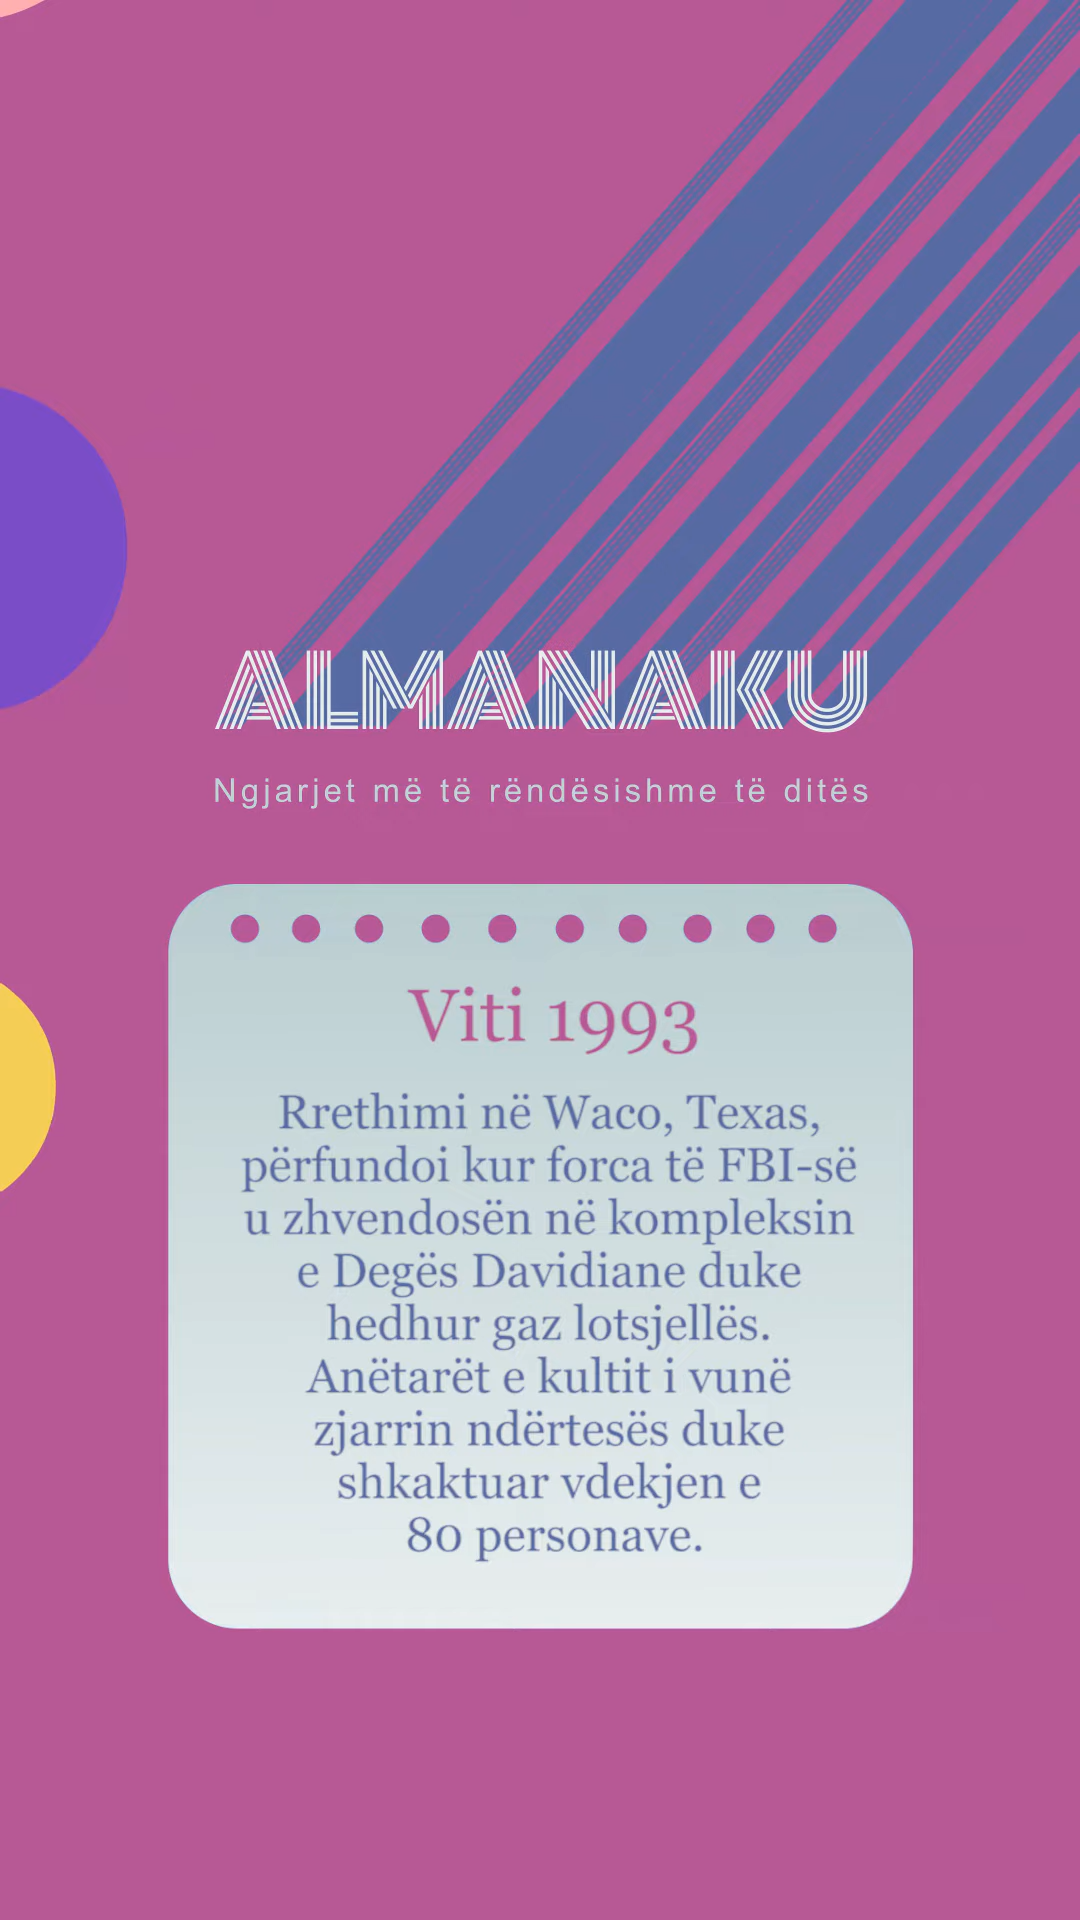 ALMANAKU
Ngjarjet më të rëndësishme të ditës
Viti 1993
Rrethimi në Waco, Texas,
përfundoi kur forca të FBI-së
u zhvendosën në kompleksin
e Degës Davidiane duke
hedhur gaz lotsjellës.
Anëtarët e kultit i vunë
zjarrin ndërtesës duke
shkaktuar vdekjen e
80 personave.